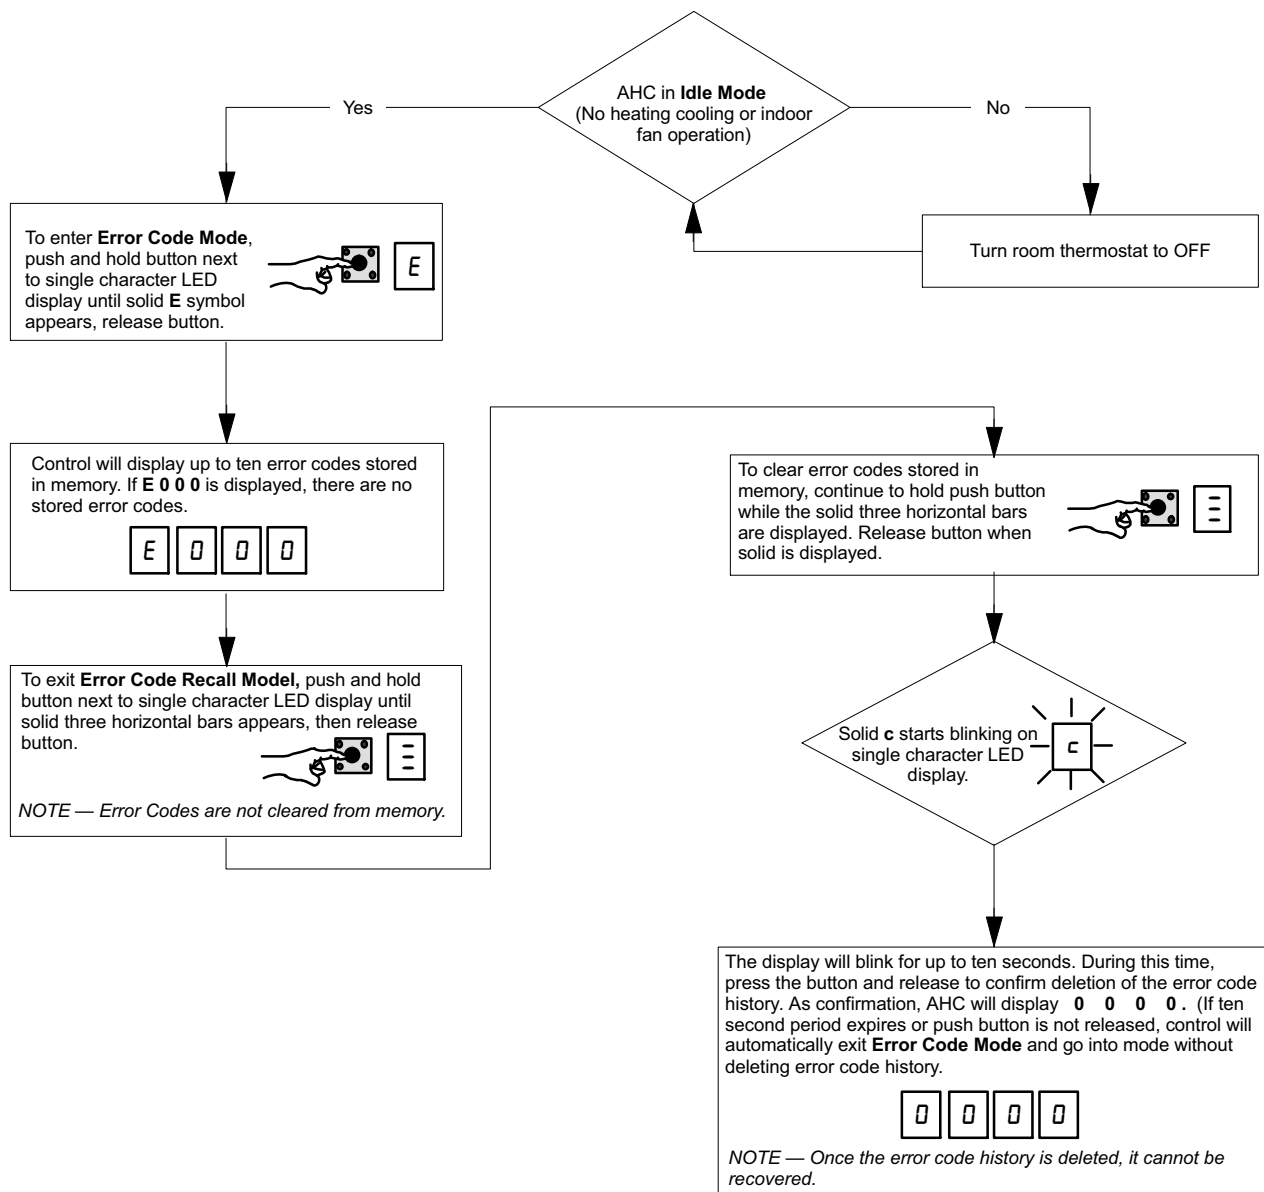 AHC in Idle Mode
(No heating cooling or indoor
fan operation)
Yes
No
To enter Error Code Mode,
push and hold button next
to single character LED
display until solid E symbol
appears, release button.
E
Turn room thermostat to OFF
Control will display up to ten error codes stored
in memory. If E 0 0 0 is displayed, there are no
stored error codes.
E 0 0 0
To exit Error Code Recall Model, push and hold
button next to single character LED display until
solid three horizontal bars appears, then release
button.
NOTE — Error Codes are not cleared from memory.
To clear error codes stored in
memory, continue to hold push button
while the solid three horizontal bars
are displayed. Release button when
solid is displayed.
Solid c starts blinking on
single character LED
display.
c
The display will blink for up to ten seconds. During this time,
press the button and release to confirm deletion of the error code
history. As confirmation, AHC will display 0 0 0 0. (If ten
second period expires or push button is not released, control will
automatically exit Error Code Mode and go into mode without
deleting error code history.
0 0 0 0
NOTE — Once the error code history is deleted, it cannot be
recovered.